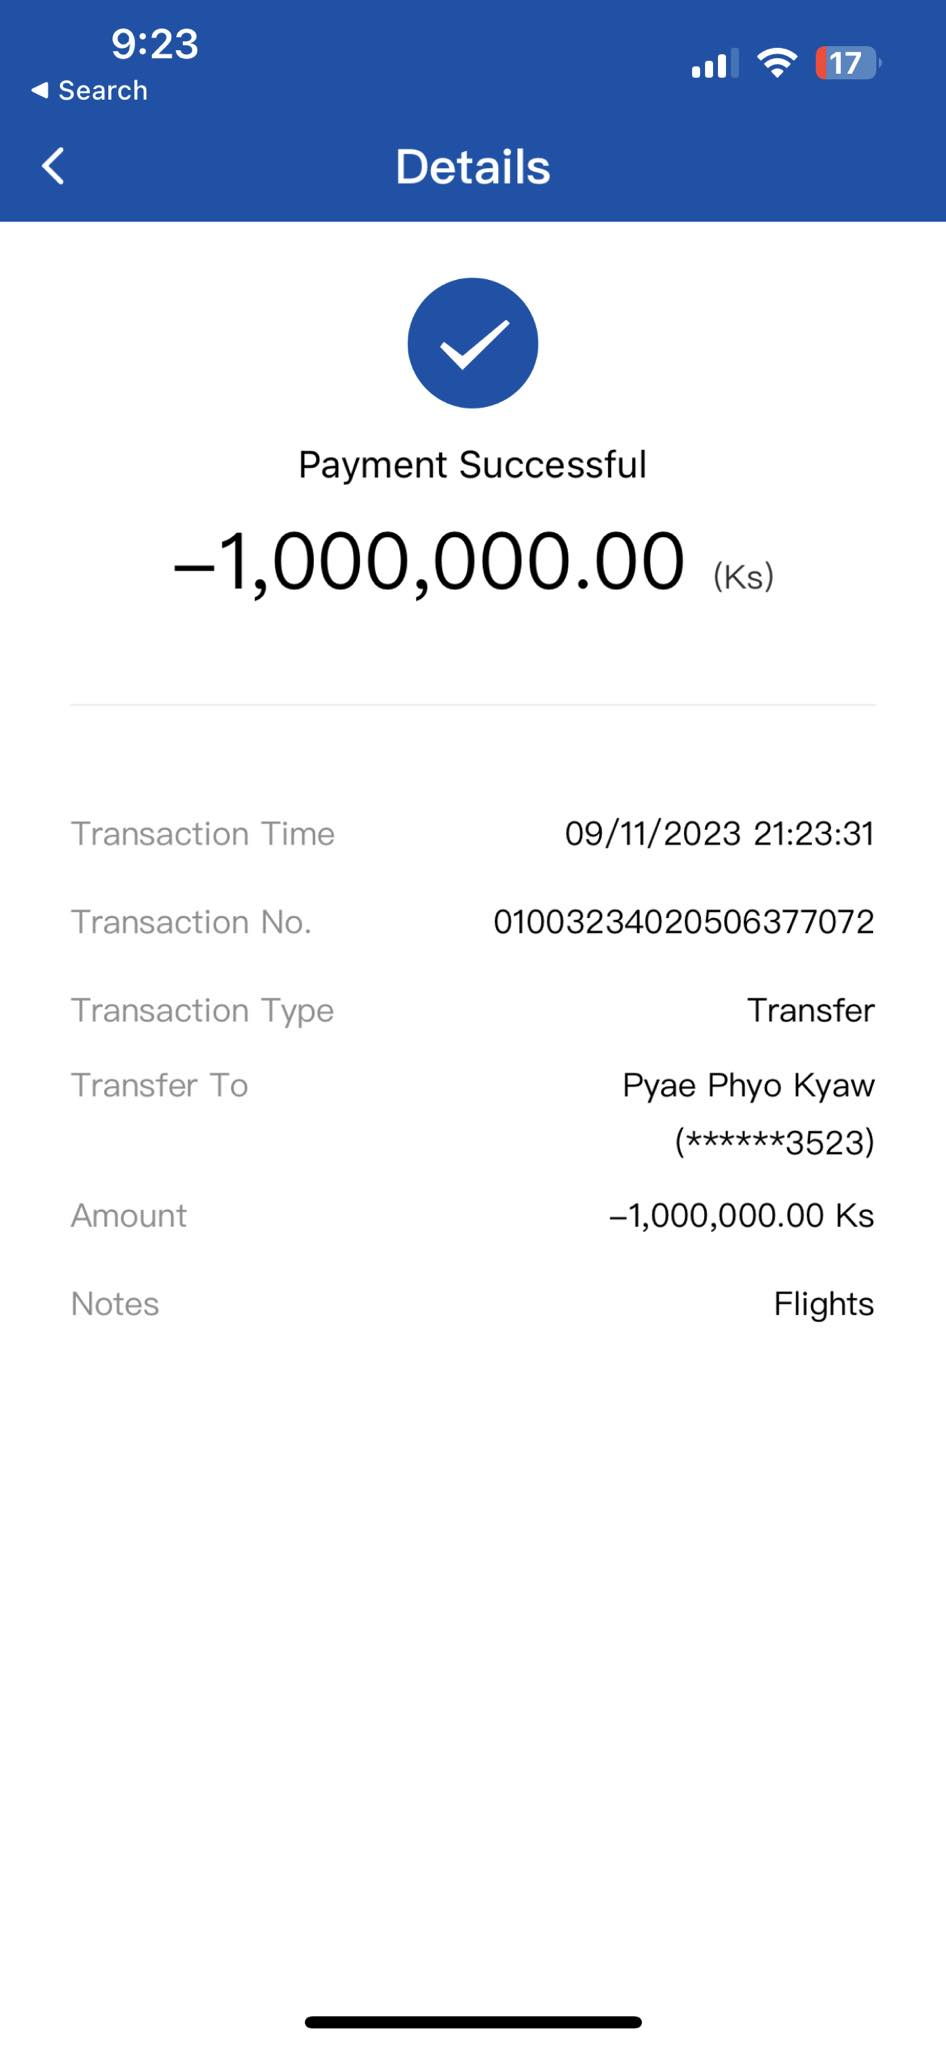 9:23
Search
17
Details
Payment Successful
-1,000,000.00 (Ks)
Transaction Time 09/11/2023 21:23:31
Transaction No. 01003234020506377072
Transaction Type Transfer
Transfer To Pyae Phyo Kyaw
(******3523)
Amount -1,000,000.00 Ks
Notes Flights